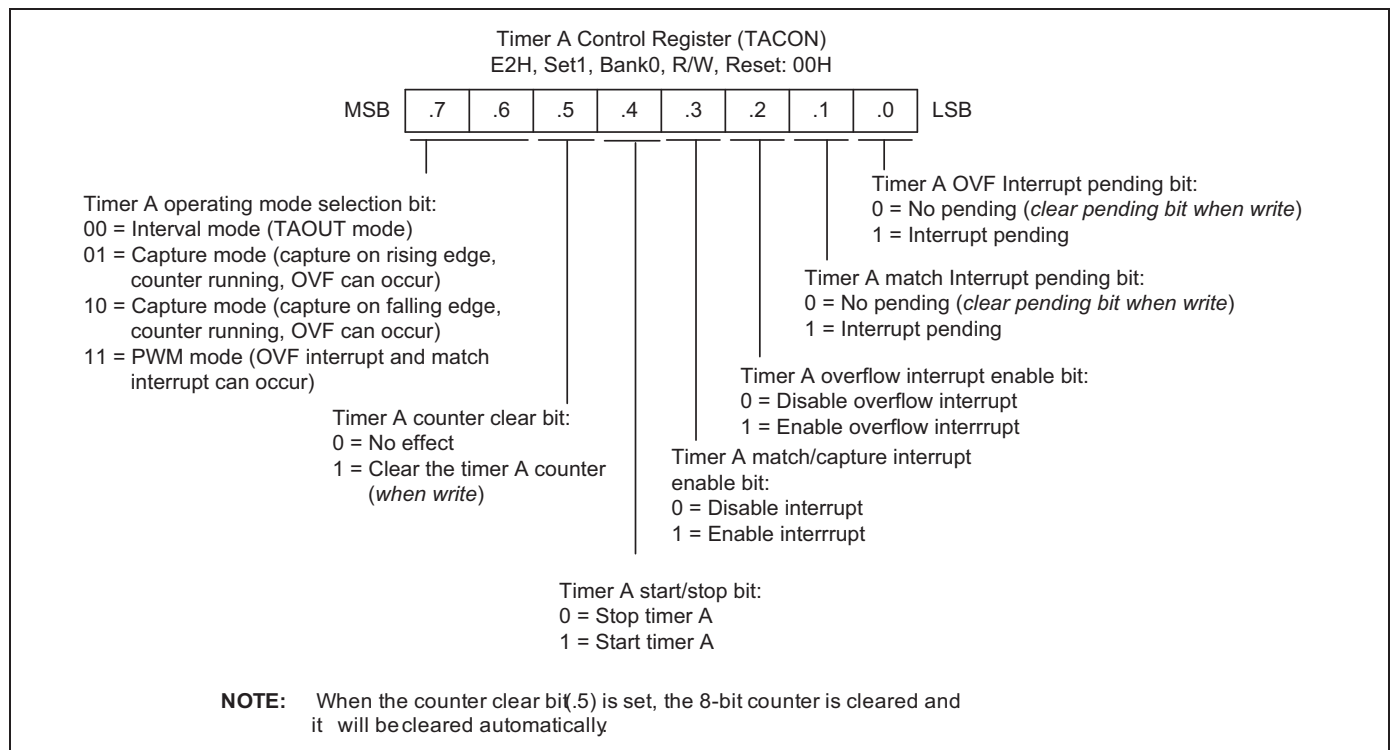 Timer A Control Register (TACON)
E2H, Set1, Bank0, R/W, Reset: 00H
MSB .7 .6 .5 .4 .3 .2 .1 .0 LSB
Timer A operating mode selection bit:
00 = Interval mode (TAOUT mode)
01 = Capture mode (capture on rising edge,
counter running, OVF can occur)
10 = Capture mode (capture on falling edge,
counter running, OVF can occur)
11 = PWM mode (OVF interrupt and match
interrupt can occur)
Timer A OVF Interrupt pending bit:
0 = No pending (clear pending bit when write)
1 = Interrupt pending
Timer A match Interrupt pending bit:
0 = No pending (clear pending bit when write)
1 = Interrupt pending
Timer A overflow interrupt enable bit:
0 = Disable overflow interrupt
1 = Enable overflow interrrupt
Timer A counter clear bit:
0 = No effect
1 = Clear the timer A counter
(when write)
Timer A match/capture interrupt
enable bit:
0 = Disable interrupt
1 = Enable interrrupt
Timer A start/stop bit:
0 = Stop timer A
1 = Start timer A
NOTE: When the counter clear bit(.5) is set, the 8-bit counter is cleared and
it will be cleared automatically.